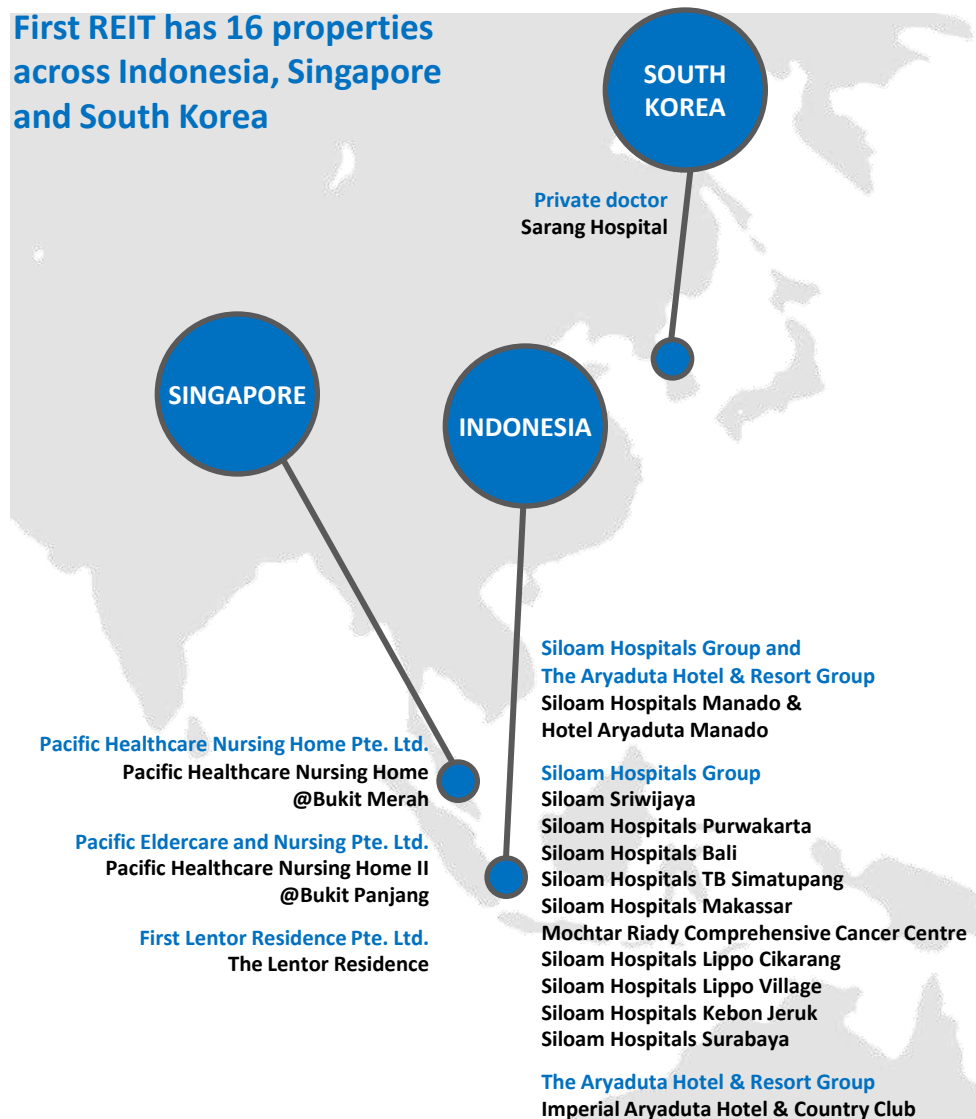 First REIT has 16 properties
across Indonesia, Singapore
and South Korea
SOUTH
KOREA
Private doctor
Sarang Hospital
SINGAPORE
INDONESIA
Pacific Healthcare Nursing Home Pte. Ltd.
Pacific Healthcare Nursing Home
@Bukit Merah
Pacific Eldercare and Nursing Pte. Ltd.
Pacific Healthcare Nursing Home II
@Bukit Panjang
First Lentor Residence Pte. Ltd.
The Lentor Residence
Siloam Hospitals Group and
The Aryaduta Hotel & Resort Group
Siloam Hospitals Manado &
Hotel Aryaduta Manado
Siloam Hospitals Group
Siloam Sriwijaya
Siloam Hospitals Purwakarta
Siloam Hospitals Bali
Siloam Hospitals TB Simatupang
Siloam Hospitals Makassar
Mochtar Riady Comprehensive Cancer Centre
Siloam Hospitals Lippo Cikarang
Siloam Hospitals Lippo Village
Siloam Hospitals Kebon Jeruk
Siloam Hospitals Surabaya
The Aryaduta Hotel & Resort Group
Imperial Aryaduta Hotel & Country Club